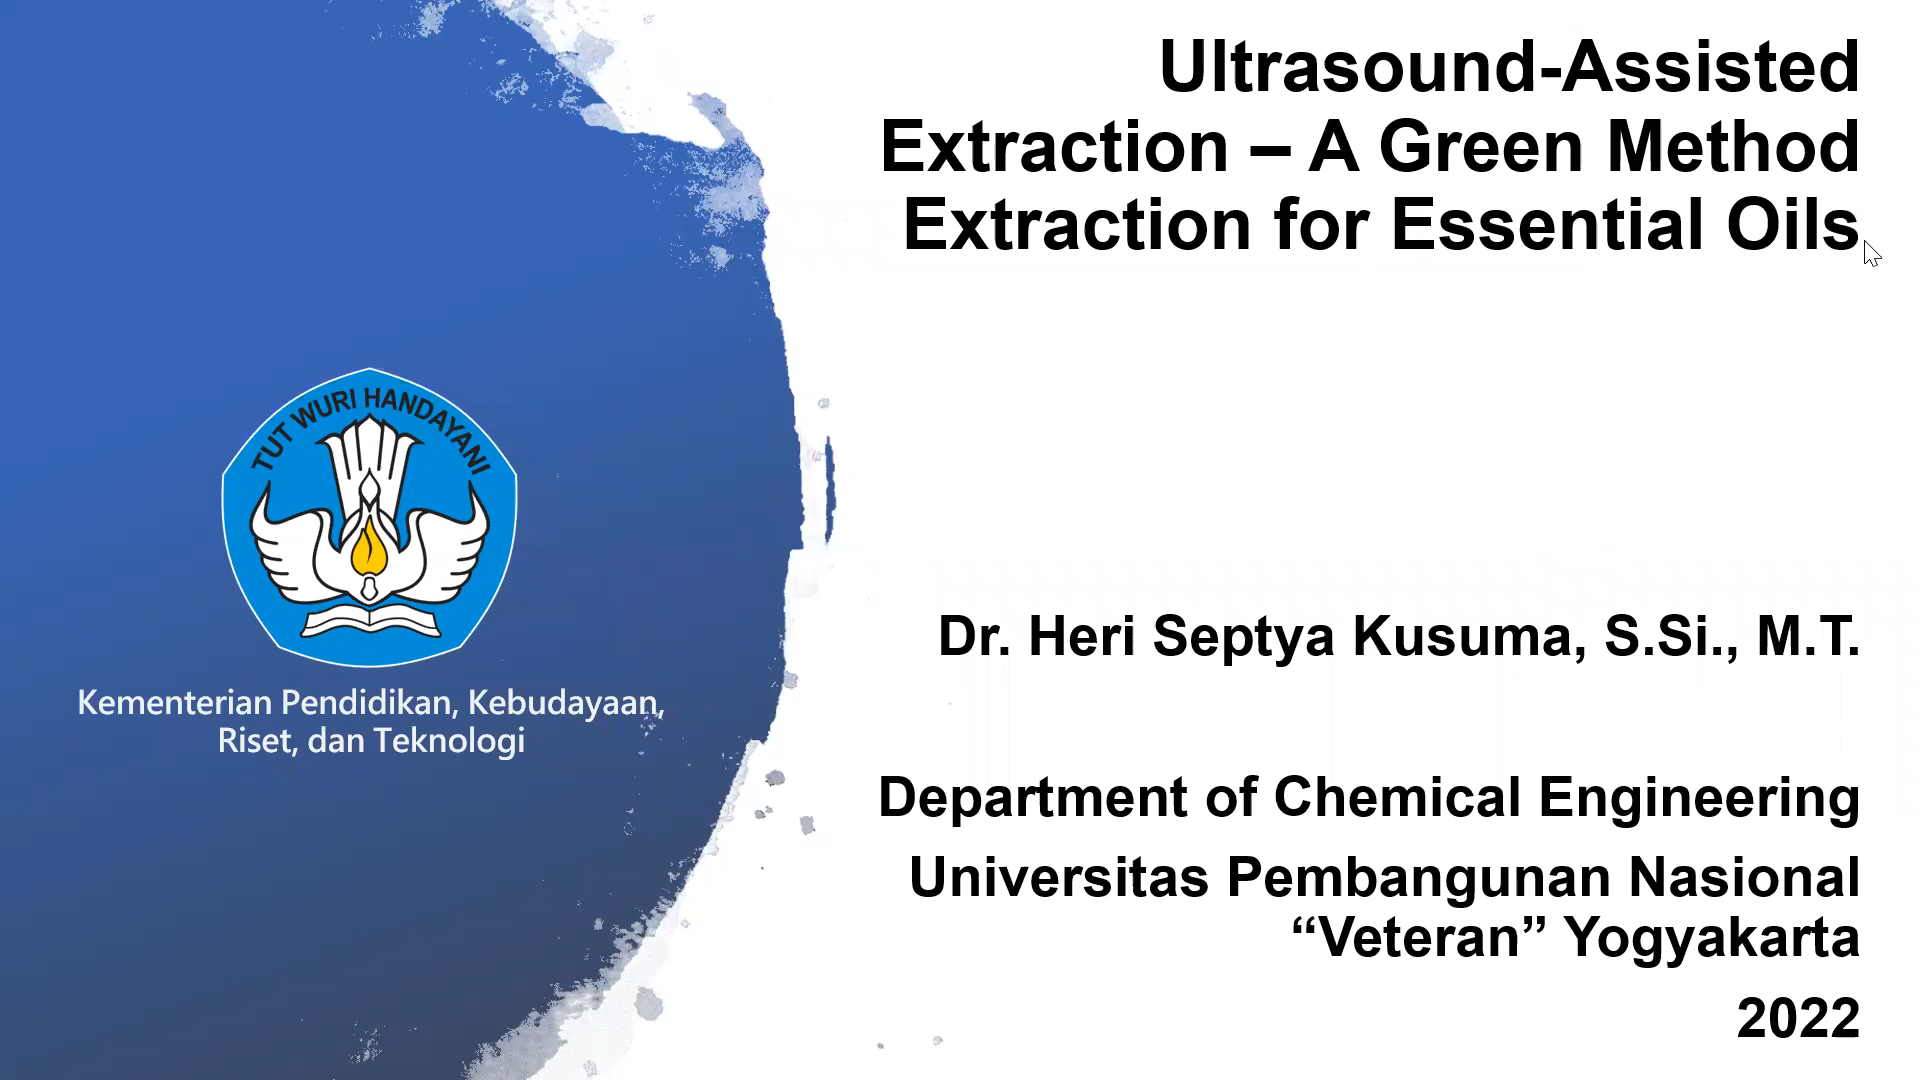 Ultrasound-Assisted
Extraction – A Green Method
Extraction for Essential Oils
TUT WURI HANDAYANI
Kementerian Pendidikan, Kebudayaan,
Riset, dan Teknologi
Dr. Heri Septya Kusuma, S.Si., M.T.
Department of Chemical Engineering
Universitas Pembangunan Nasional
“Veteran” Yogyakarta
2022